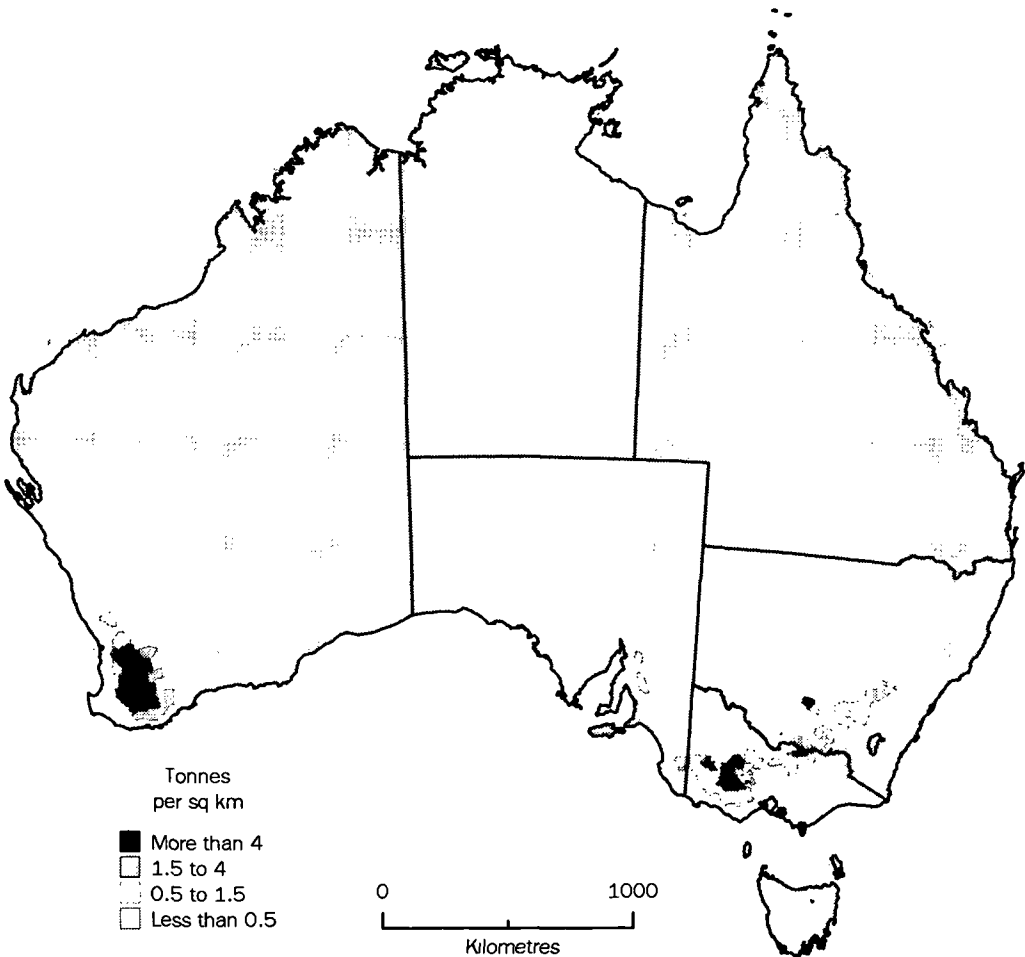 Tonnes
per sq km
More than 4
1.5 to 4
0.5 to 1.5
Less than 0.5
0 1000
Kilometres